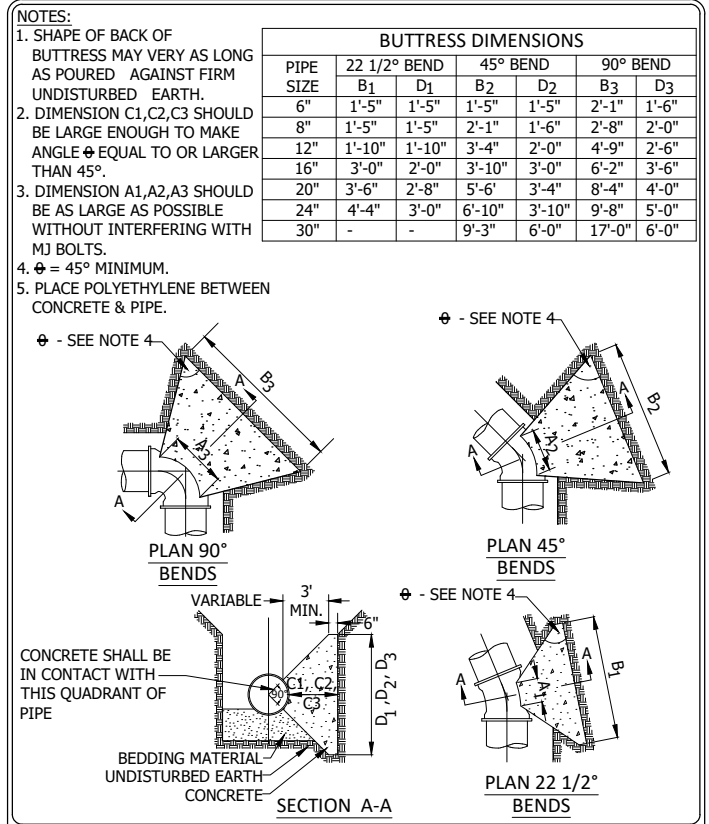 NOTES:
1. SHAPE OF BACK OF
BUTTRESS MAY VERY AS LONG
AS POURED AGAINST FIRM
UNDISTURBED EARTH.
2. DIMENSION C1,C2,C3 SHOULD
BE LARGE ENOUGH TO MAKE
ANGLE θ EQUAL TO OR LARGER
THAN 45°.
3. DIMENSION A1,A2,A3 SHOULD
BE AS LARGE AS POSSIBLE
WITHOUT INTERFERING WITH
MJ BOLTS.
4. θ = 45° MINIMUM.
5. PLACE POLYETHYLENE BETWEEN
CONCRETE & PIPE.
BUTTRESS DIMENSIONS
PIPE SIZE 22 1/2° BEND 45° BEND 90° BEND
B1 D1 B2 D2 B3 D3
6" 1'-5" 1'-5" 1'-5" 1'-5" 2'-1" 1'-6"
8" 1'-5" 1'-5" 2'-1" 1'-6" 2'-8" 2'-0"
12" 1'-10" 1'-10" 3'-4" 2'-0" 4'-9" 2'-6"
16" 3'-0" 2'-0" 3'-10" 3'-0" 6'-2" 3'-6"
20" 3'-6" 2'-8" 5'-6' 3'-4" 8'-4" 4'-0"
24" 4'-4" 3'-0" 6'-10" 3'-10" 9'-8" 5'-0"
30" - - 9'-3" 6'-0" 17'-0" 6'-0"
θ - SEE NOTE 4
A
B3
A3
A
PLAN 90°
BENDS
θ - SEE NOTE 4
A
B2
A2
A
PLAN 45°
BENDS
VARIABLE
3'
MIN.
6"
CONCRETE SHALL BE
IN CONTACT WITH
THIS QUADRANT OF
PIPE
90°
C1, C2,
C3
D1, D2, D3
BEDDING MATERIAL
UNDISTURBED EARTH
CONCRETE
SECTION A-A
θ - SEE NOTE 4
A
B1
A1
A
PLAN 22 1/2°
BENDS